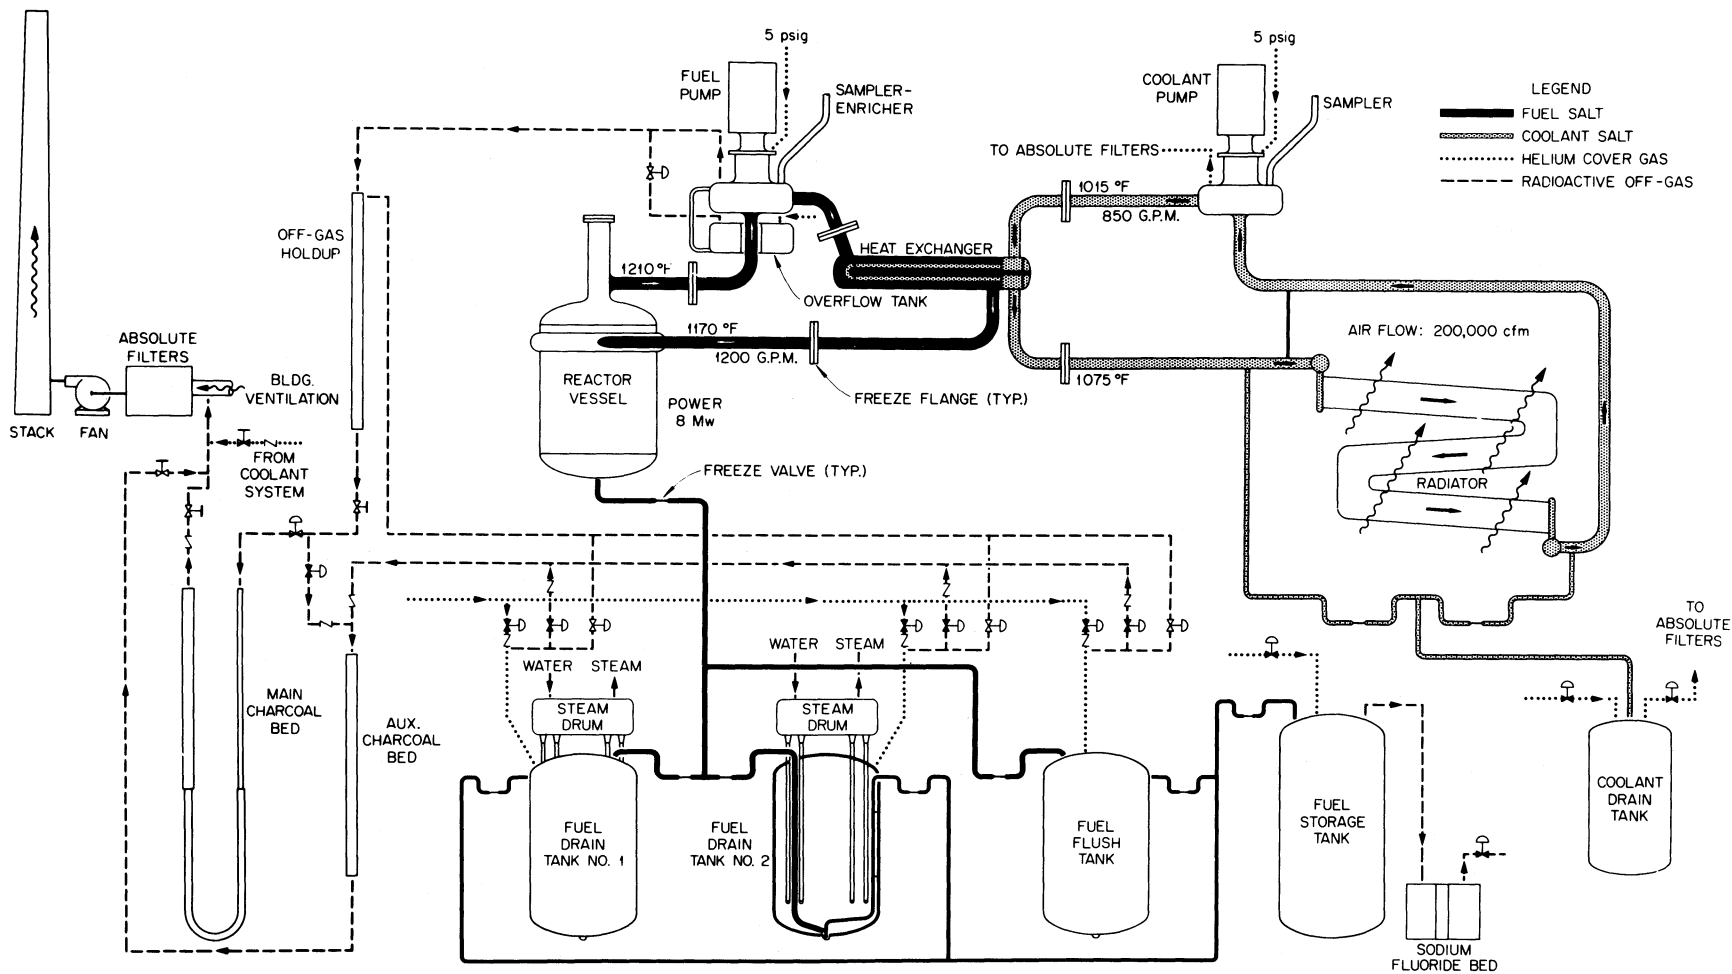 5 psig
FUEL
PUMP
SAMPLER-
ENRICHER
5 psig
COOLANT
PUMP
SAMPLER
LEGEND
FUEL SALT
COOLANT SALT
HELIUM COVER GAS
RADIOACTIVE OFF-GAS
TO ABSOLUTE FILTERS
1015 °F
850 G.P.M.
OFF-GAS
HOLDUP
HEAT EXCHANGER
1210 °F
OVERFLOW TANK
1170 °F
1200 G.P.M.
1075 °F
AIR FLOW: 200,000 cfm
ABSOLUTE
FILTERS
BLDG.
VENTILATION
REACTOR
VESSEL
POWER
8 Mw
FREEZE FLANGE (TYP.)
STACK
FAN
FROM
COOLANT
SYSTEM
FREEZE VALVE (TYP.)
RADIATOR
TO
ABSOLUTE
FILTERS
WATER
STEAM
WATER
STEAM
MAIN
CHARCOAL
BED
AUX.
CHARCOAL
BED
STEAM
DRUM
STEAM
DRUM
FUEL
DRAIN
TANK NO. 1
FUEL
DRAIN
TANK NO. 2
FUEL
FLUSH
TANK
FUEL
STORAGE
TANK
COOLANT
DRAIN
TANK
SODIUM
FLUORIDE BED